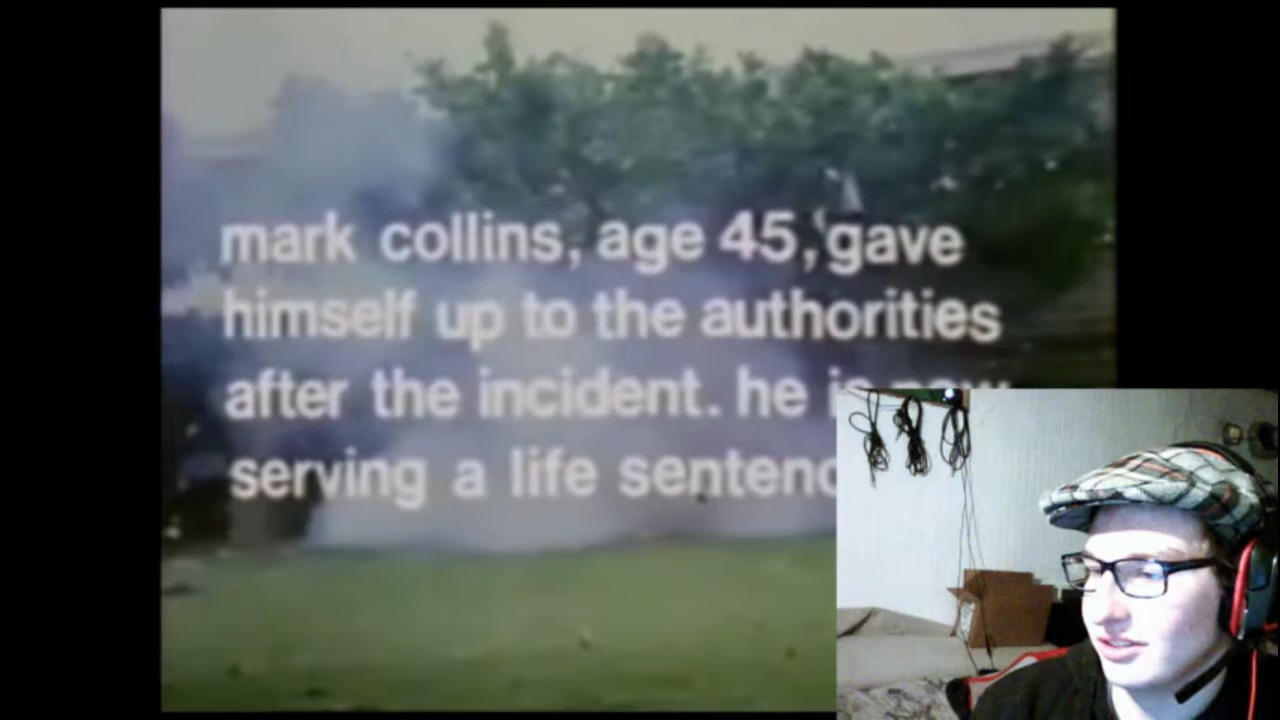 mark collins, age 45, gave
himself up to the authorities
after the incident. he is
serving a life